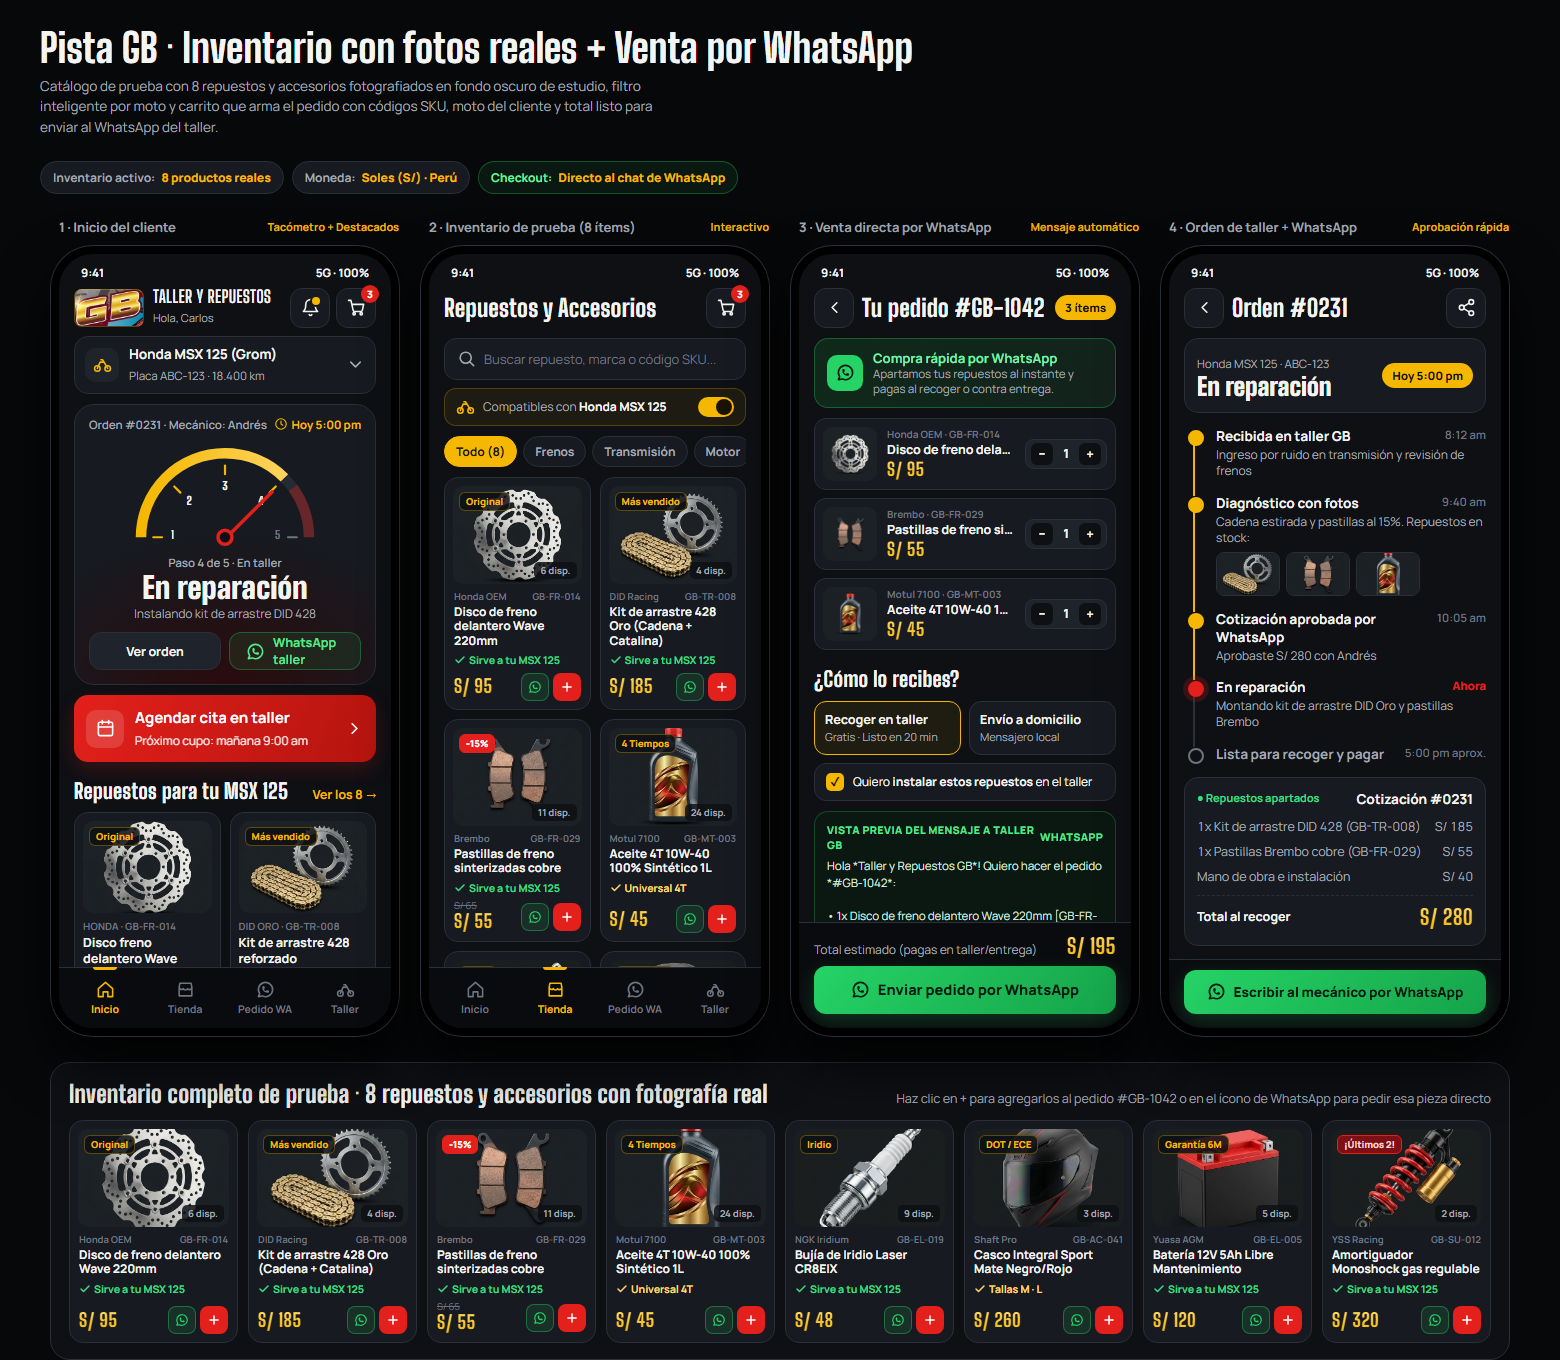 Pista GB · Inventario con fotos reales + Venta por WhatsApp
Catálogo de prueba con 8 repuestos y accesorios fotografiados en fondo oscuro de estudio, filtro
inteligente por moto y carrito que arma el pedido con códigos SKU, moto del cliente y total listo para
enviar al WhatsApp del taller.
Inventario activo: 8 productos reales
Moneda: Soles (S/) · Perú
Checkout: Directo al chat de WhatsApp
1 · Inicio del cliente
Tacómetro + Destacados
9:41
5G · 100%
GB
TALLER Y REPUESTOS
Hola, Carlos
3
Honda MSX 125 (Grom)
Placa ABC-123 · 18.400 km
Orden #0231 · Mecánico: Andrés
Hoy 5:00 pm
1
2
3
4
5
Paso 4 de 5 · En taller
En reparación
Instalando kit de arrastre DID 428
Ver orden
WhatsApp
taller
Agendar cita en taller
Próximo cupo: mañana 9:00 am
Repuestos para tu MSX 125
Ver los 8 →
Original
HONDA · GB-FR-014
Disco freno
delantero Wave
Más vendido
DID ORO · GB-TR-008
Kit de arrastre 428
reforzado
Inicio
Tienda
Pedido WA
Taller
2 · Inventario de prueba (8 ítems)
Interactivo
9:41
5G · 100%
Repuestos y Accesorios
3
Buscar repuesto, marca o código SKU...
Compatibles con Honda MSX 125
Todo (8)
Frenos
Transmisión
Motor
Original
6 disp.
Honda OEM
GB-FR-014
Disco de freno
delantero Wave
220mm
Sirve a tu MSX 125
S/ 95
Más vendido
4 disp.
DID Racing
GB-TR-008
Kit de arrastre 428
Oro (Cadena +
Catalina)
Sirve a tu MSX 125
S/ 185
-15%
11 disp.
Brembo
GB-FR-029
Pastillas de freno
sinterizadas cobre
Sirve a tu MSX 125
S/ 65
S/ 55
4 Tiempos
24 disp.
Motul 7100
GB-MT-003
Aceite 4T 10W-40
100% Sintético 1L
Universal 4T
S/ 45
Inicio
Tienda
Pedido WA
Taller
3 · Venta directa por WhatsApp
Mensaje automático
9:41
5G · 100%
Tu pedido #GB-1042
3 ítems
Compra rápida por WhatsApp
Apartamos tus repuestos al instante y
pagas al recoger o contra entrega.
Honda OEM · GB-FR-014
Disco de freno dela...
S/ 95
− 1 +
Brembo · GB-FR-029
Pastillas de freno si...
S/ 55
− 1 +
Motul 7100 · GB-MT-003
Aceite 4T 10W-40 1...
S/ 45
− 1 +
¿Cómo lo recibes?
Recoger en taller
Gratis · Listo en 20 min
Envío a domicilio
Mensajero local
Quiero instalar estos repuestos en el taller
VISTA PREVIA DEL MENSAJE A TALLER
GB
WHATSAPP
Hola *Taller y Repuestos GB*! Quiero hacer el pedido
*#GB-1042*:
• 1x Disco de freno delantero Wave 220mm [GB-FR-
Total estimado (pagas en taller/entrega)
S/ 195
Enviar pedido por WhatsApp
4 · Orden de taller + WhatsApp
Aprobación rápida
9:41
5G · 100%
Orden #0231
Honda MSX 125 · ABC-123
En reparación
Hoy 5:00 pm
Recibida en taller GB
8:12 am
Ingreso por ruido en transmisión y revisión de
frenos
Diagnóstico con fotos
9:40 am
Cadena estirada y pastillas al 15%. Repuestos en
stock:
Cotización aprobada por
WhatsApp
10:05 am
Aprobaste S/ 280 con Andrés
En reparación
Ahora
Montando kit de arrastre DID Oro y pastillas
Brembo
Lista para recoger y pagar
5:00 pm aprox.
• Repuestos apartados
Cotización #0231
1x Kit de arrastre DID 428 (GB-TR-008)
S/ 185
1x Pastillas Brembo cobre (GB-FR-029)
S/ 55
Mano de obra e instalación
S/ 40
Total al recoger
S/ 280
Escribir al mecánico por WhatsApp
Inventario completo de prueba · 8 repuestos y accesorios con fotografía real
Haz clic en + para agregarlos al pedido #GB-1042 o en el ícono de WhatsApp para pedir esa pieza directo
Original
6 disp.
Honda OEM
GB-FR-014
Disco de freno delantero
Wave 220mm
Sirve a tu MSX 125
S/ 95
Más vendido
4 disp.
DID Racing
GB-TR-008
Kit de arrastre 428 Oro
(Cadena + Catalina)
Sirve a tu MSX 125
S/ 185
-15%
11 disp.
Brembo
GB-FR-029
Pastillas de freno
sinterizadas cobre
Sirve a tu MSX 125
S/ 65
S/ 55
4 Tiempos
24 disp.
Motul 7100
GB-MT-003
Aceite 4T 10W-40 100%
Sintético 1L
Universal 4T
S/ 45
Iridio
9 disp.
NGK Iridium
GB-EL-019
Bujía de Iridio Laser
CR8EIX
Sirve a tu MSX 125
S/ 48
DOT / ECE
3 disp.
Shaft Pro
GB-AC-041
Casco Integral Sport
Mate Negro/Rojo
Tallas M · L
S/ 260
Garantía 6M
5 disp.
Yuasa AGM
GB-EL-005
Batería 12V 5Ah Libre
Mantenimiento
Sirve a tu MSX 125
S/ 120
¡Últimos 2!
2 disp.
YSS Racing
GB-SU-012
Amortiguador
Monoshock gas regulable
Sirve a tu MSX 125
S/ 320